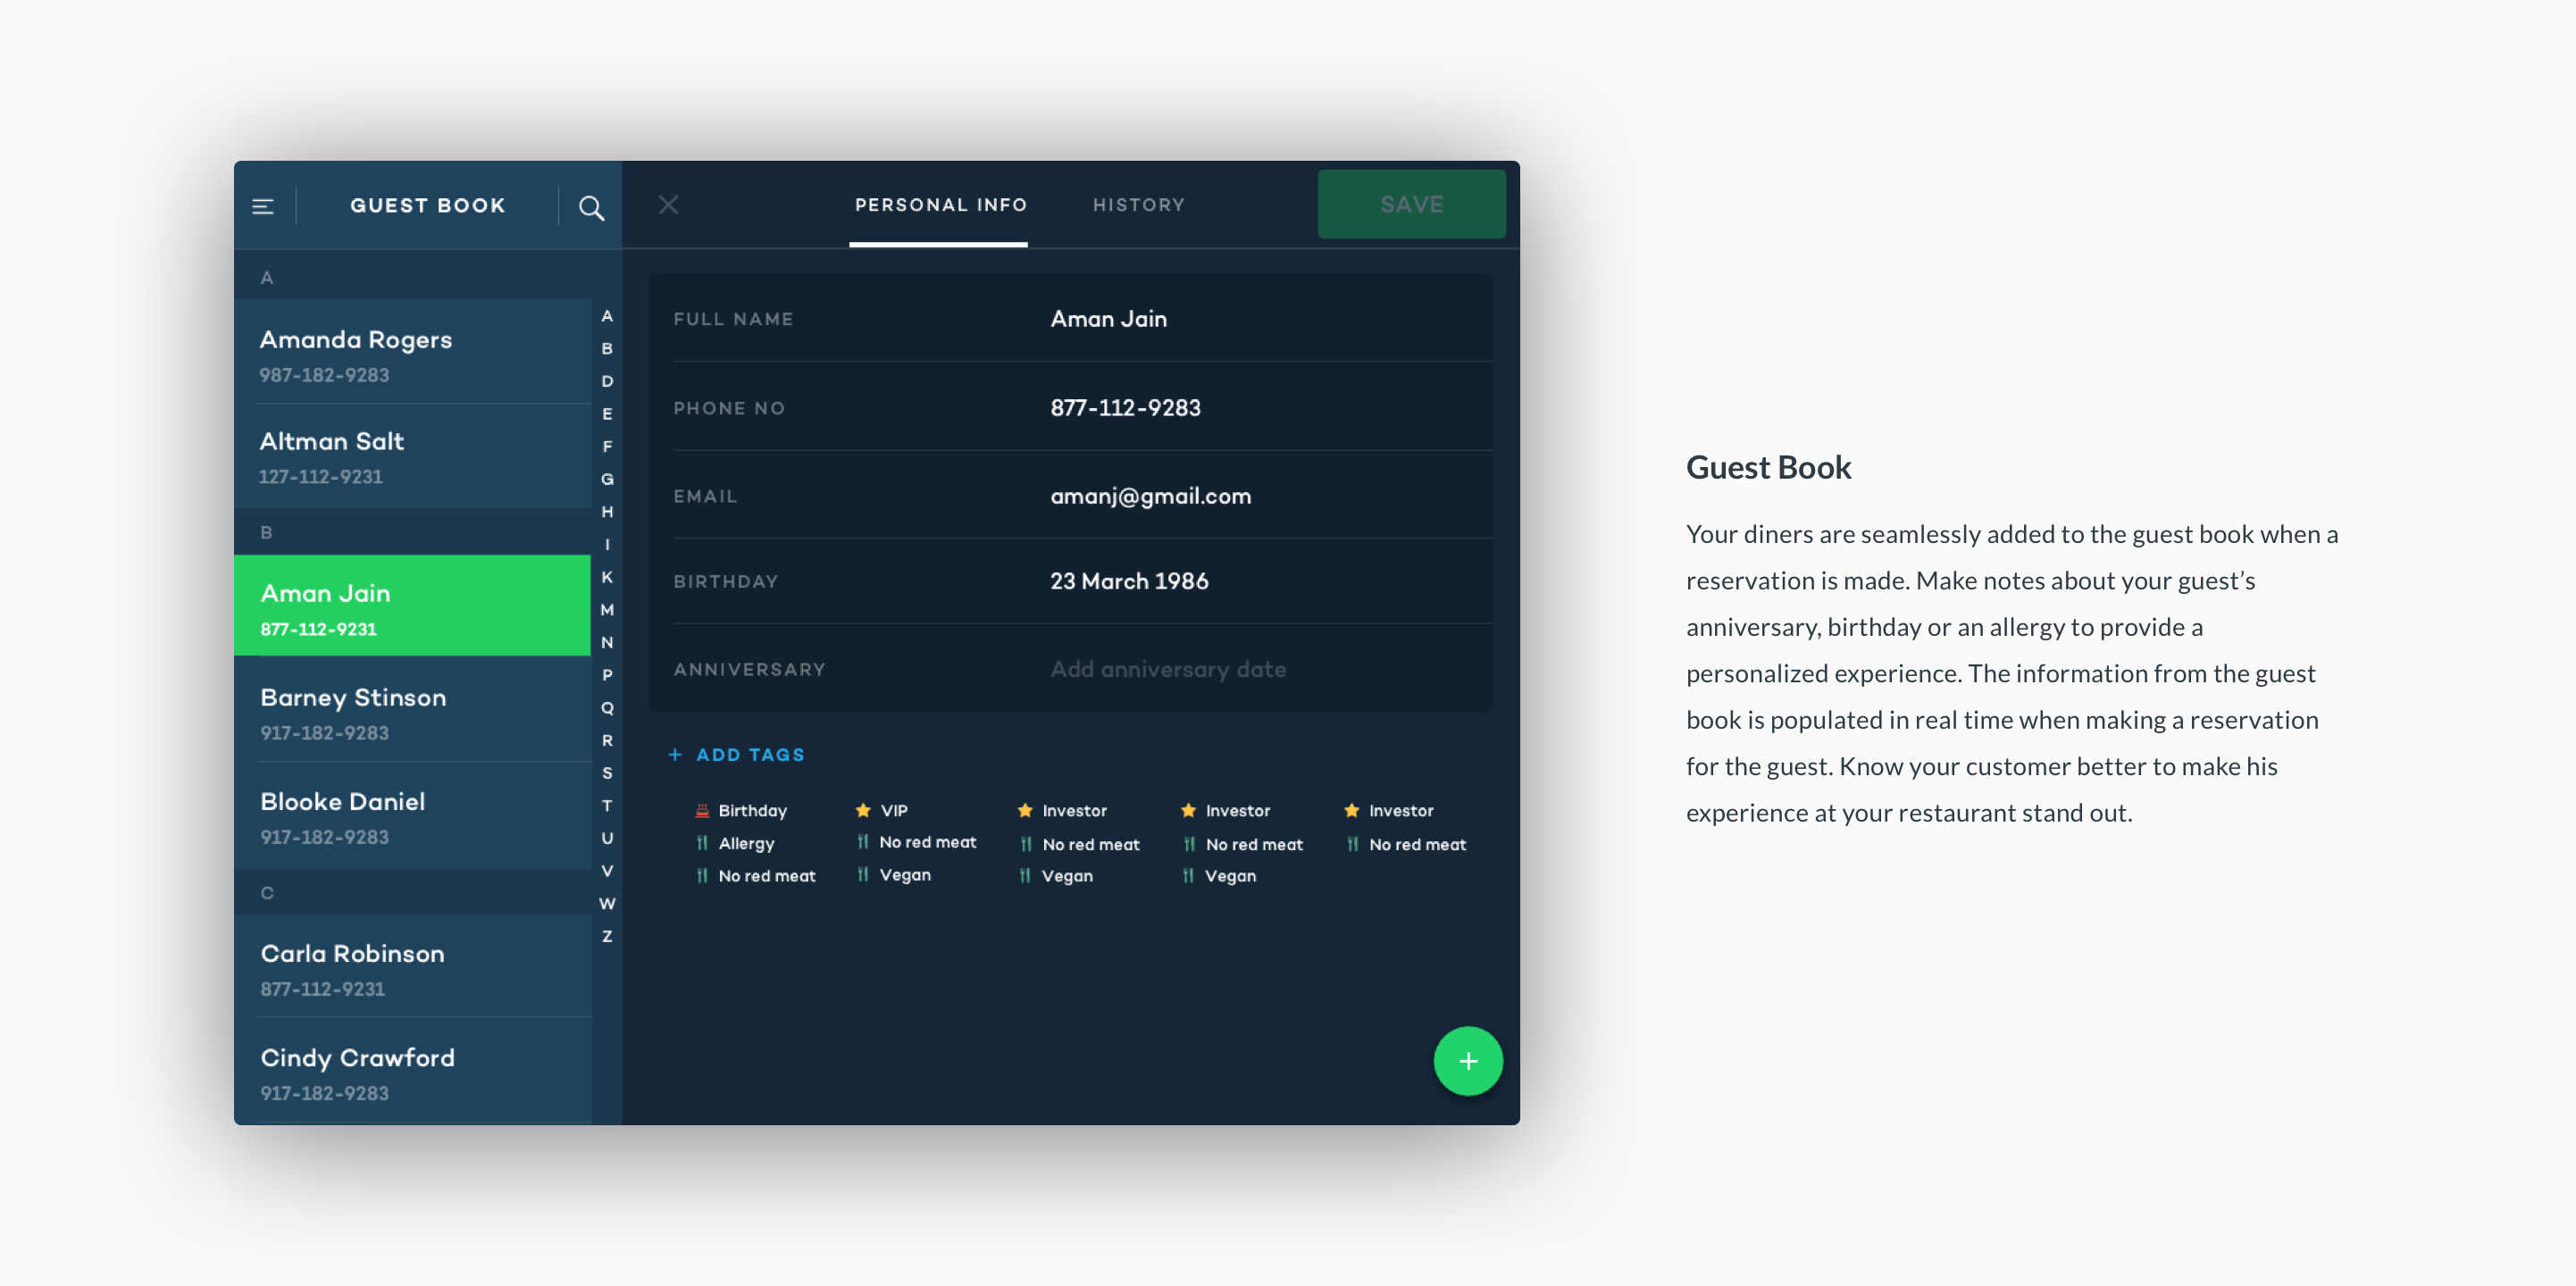 GUEST BOOK
A
Amanda Rogers
987-182-9283
Altman Salt
127-112-9231
B
Aman Jain
877-112-9231
Barney Stinson
917-182-9283
Blooke Daniel
917-182-9283
C
Carla Robinson
877-112-9231
Cindy Crawford
917-182-9283
A
B
D
E
F
G
H
I
K
M
N
P
Q
R
S
T
U
V
W
Z
PERSONAL INFO HISTORY SAVE
FULL NAME Aman Jain
PHONE NO 877-112-9283
EMAIL amanj@gmail.com
BIRTHDAY 23 March 1986
ANNIVERSARY Add anniversary date
+ ADD TAGS
Birthday VIP Investor Investor Investor
Allergy No red meat No red meat No red meat No red meat
No red meat Vegan Vegan Vegan
+
Guest Book
Your diners are seamlessly added to the guest book when a
reservation is made. Make notes about your guest’s
anniversary, birthday or an allergy to provide a
personalized experience. The information from the guest
book is populated in real time when making a reservation
for the guest. Know your customer better to make his
experience at your restaurant stand out.